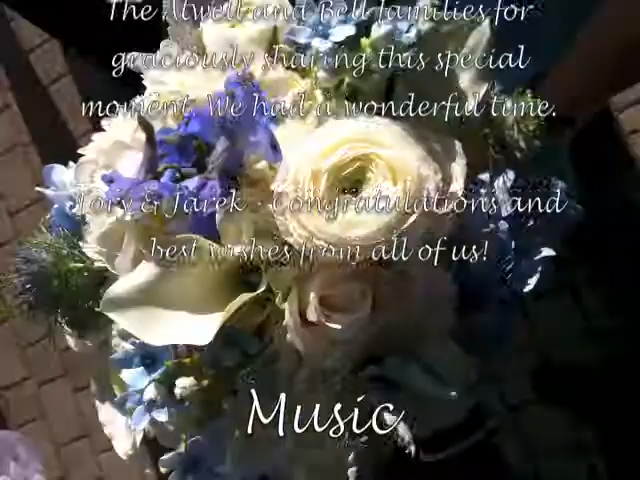 The Atwell and Bell families for
graciously sharing this special
moment. We had a wonderful time.
Tory & Jarek - Congratulations and
best wishes from all of us!
Music